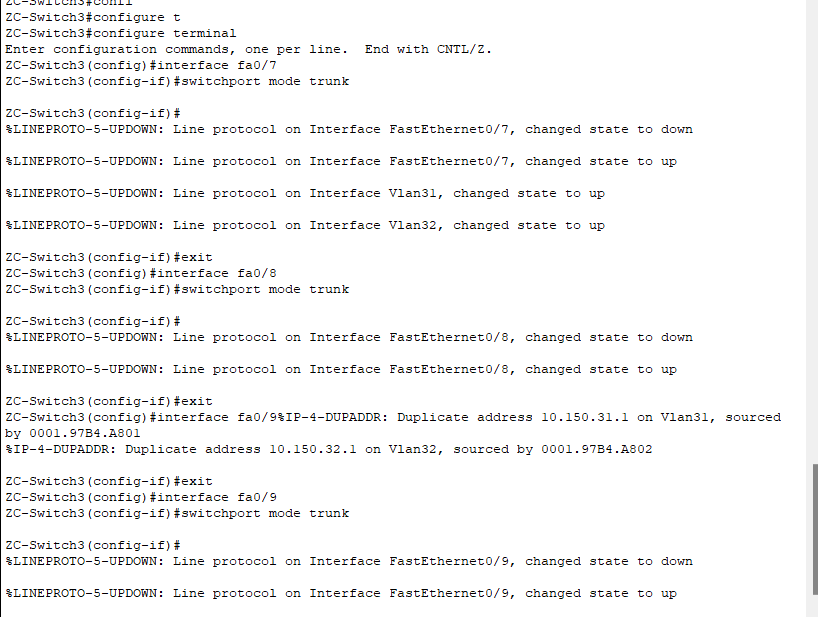 ZC-Switch3#confi
ZC-Switch3#configure t
ZC-Switch3#configure terminal
Enter configuration commands, one per line.  End with CNTL/Z.
ZC-Switch3(config)#interface fa0/7
ZC-Switch3(config-if)#switchport mode trunk
ZC-Switch3(config-if)#
%LINEPROTO-5-UPDOWN: Line protocol on Interface FastEthernet0/7, changed state to down
%LINEPROTO-5-UPDOWN: Line protocol on Interface FastEthernet0/7, changed state to up
%LINEPROTO-5-UPDOWN: Line protocol on Interface Vlan31, changed state to up
%LINEPROTO-5-UPDOWN: Line protocol on Interface Vlan32, changed state to up
ZC-Switch3(config-if)#exit
ZC-Switch3(config)#interface fa0/8
ZC-Switch3(config-if)#switchport mode trunk
ZC-Switch3(config-if)#
%LINEPROTO-5-UPDOWN: Line protocol on Interface FastEthernet0/8, changed state to down
%LINEPROTO-5-UPDOWN: Line protocol on Interface FastEthernet0/8, changed state to up
ZC-Switch3(config-if)#exit
ZC-Switch3(config)#interface fa0/9%IP-4-DUPADDR: Duplicate address 10.150.31.1 on Vlan31, sourced
by 0001.97B4.A801
%IP-4-DUPADDR: Duplicate address 10.150.32.1 on Vlan32, sourced by 0001.97B4.A802
ZC-Switch3(config-if)#exit
ZC-Switch3(config)#interface fa0/9
ZC-Switch3(config-if)#switchport mode trunk
ZC-Switch3(config-if)#
%LINEPROTO-5-UPDOWN: Line protocol on Interface FastEthernet0/9, changed state to down
%LINEPROTO-5-UPDOWN: Line protocol on Interface FastEthernet0/9, changed state to up